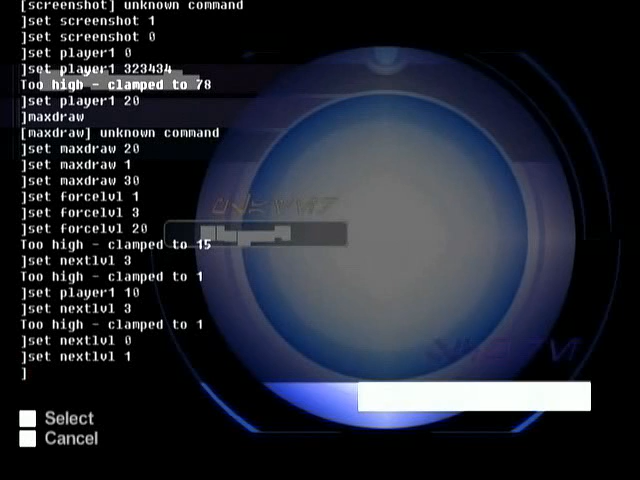 [screenshot] unknown command
]set screenshot 1
]set screenshot 0
]set player1 0
]set player1 323434
Too high - clamped to 78
]set player1 20
]maxdraw
[maxdraw] unknown command
]set maxdraw 20
]set maxdraw 1
]set maxdraw 30
]set forcelvl 1
]set forcelvl 3
]set forcelvl 20
Too high - clamped to 15
]set nextlvl 3
Too high - clamped to 1
]set player1 10
]set nextlvl 3
Too high - clamped to 1
]set nextlvl 0
]set nextlvl 1
]
Select
Cancel